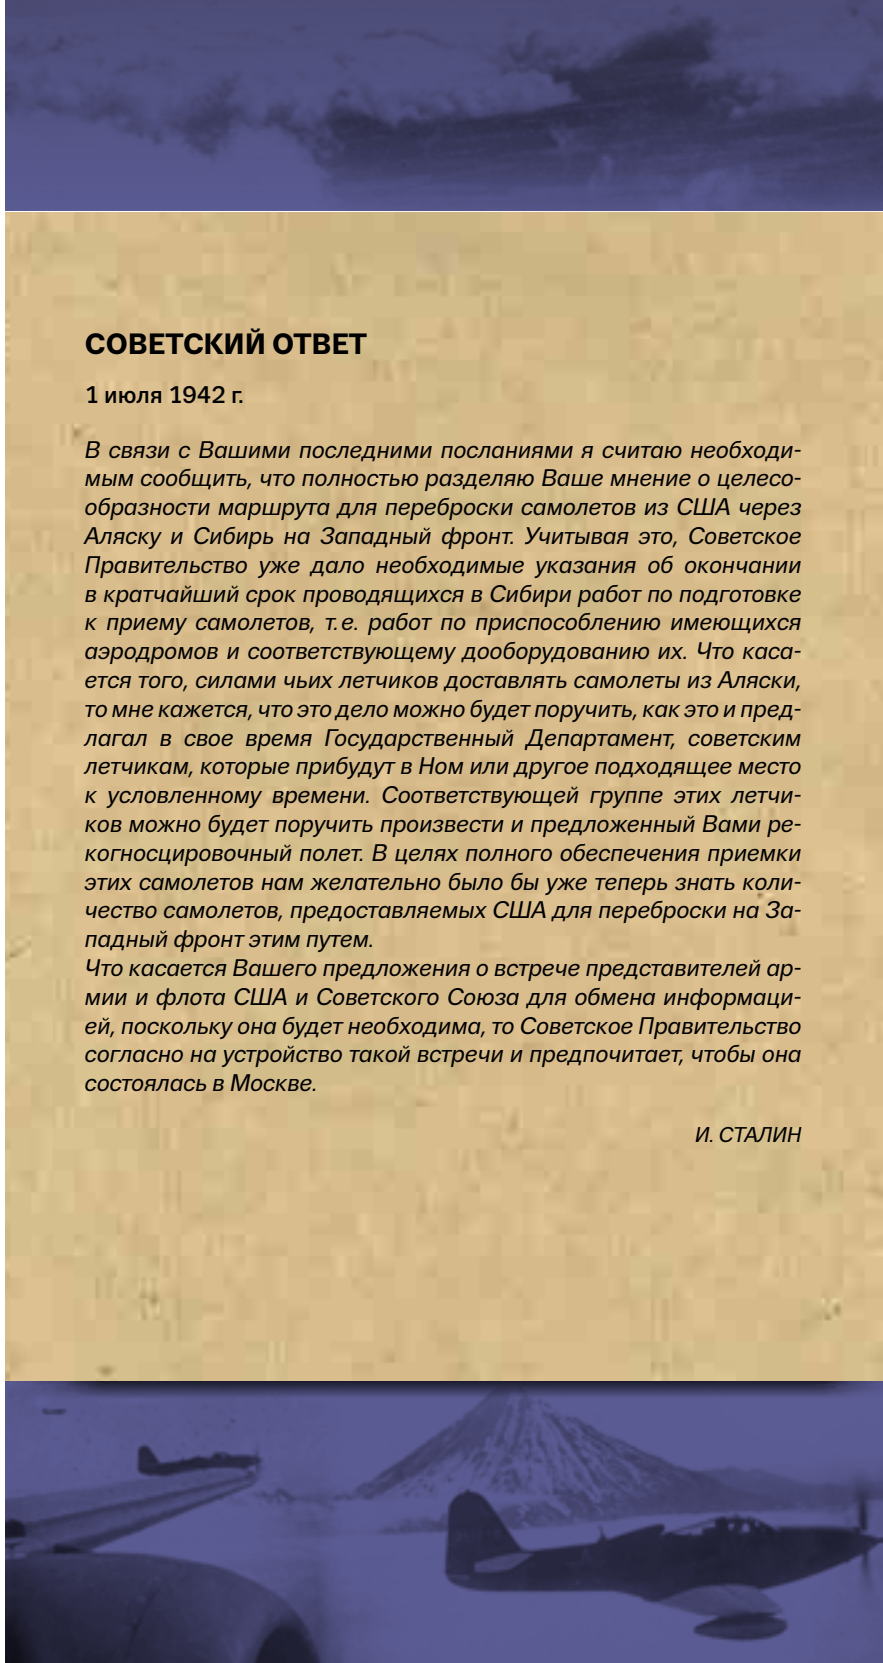 СОВЕТСКИЙ ОТВЕТ
1 июля 1942 г.
В связи с Вашими последними посланиями я считаю необходи-
мым сообщить, что полностью разделяю Ваше мнение о целесо-
образности маршрута для переброски самолетов из США через
Аляску и Сибирь на Западный фронт. Учитывая это, Советское
Правительство уже дало необходимые указания об окончании
в кратчайший срок проводящихся в Сибири работ по подготовке
к приему самолетов, т. е. работ по приспособлению имеющихся
аэродромов и соответствующему дооборудованию их. Что каса-
ется того, силами чьих летчиков доставлять самолеты из Аляски,
то мне кажется, что это дело можно будет поручить, как это и пред-
лагал в свое время Государственный Департамент, советским
летчикам, которые прибудут в Ном или другое подходящее место
к условленному времени. Соответствующей группе этих летчи-
ков можно будет поручить произвести и предложенный Вами ре-
когносцировочный полет. В целях полного обеспечения приемки
этих самолетов нам желательно было бы уже теперь знать коли-
чество самолетов, предоставляемых США для переброски на За-
падный фронт этим путем.
Что касается Вашего предложения о встрече представителей ар-
мии и флота США и Советского Союза для обмена информаци-
ей, поскольку она будет необходима, то Советское Правительство
согласно на устройство такой встречи и предпочитает, чтобы она
состоялась в Москве.
И. СТАЛИН